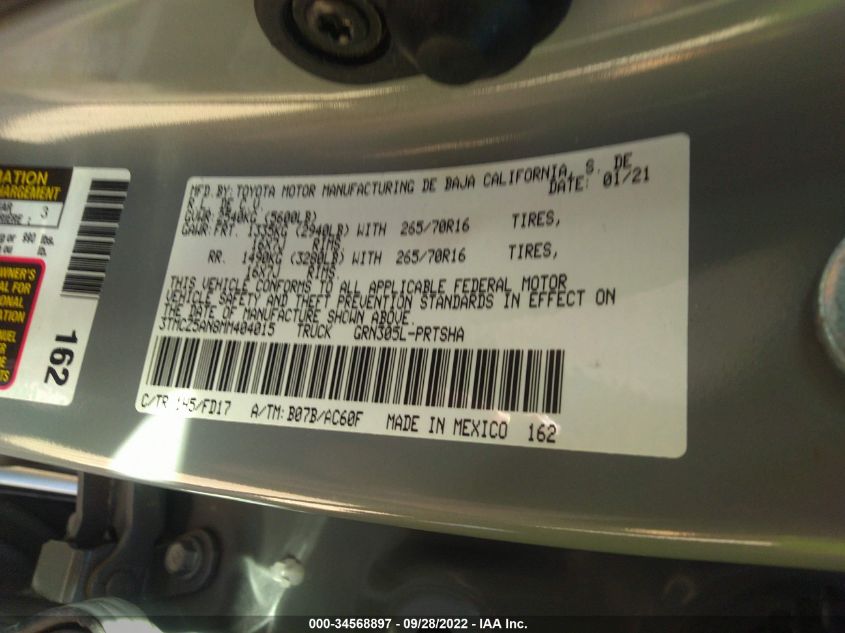 MATION
HARGEMENT
3
162
MFD. BY: TOYOTA MOTOR MANUFACTURING DE BAJA CALIFORNIA, S. DE
R.L. DE C.V. DATE: 01/21
GVWR: 2540KG (5600LB)
GAWR: FRT. 1335KG (2940LB) WITH 265/70R16 TIRES,
16X7J RIMS,
RR. 1490KG (3280LB) WITH 265/70R16 TIRES,
16X7J RIMS.
THIS VEHICLE CONFORMS TO ALL APPLICABLE FEDERAL MOTOR
VEHICLE SAFETY AND THEFT PREVENTION STANDARDS IN EFFECT ON
THE DATE OF MANUFACTURE SHOWN ABOVE.
3TMCZ5AN8MM404015 TRUCK GRN305L-PRTSHA
C/TR: 1H5/FD17 A/TM: B07B/AC60F MADE IN MEXICO 162
000-34568897 - 09/28/2022 - IAA Inc.